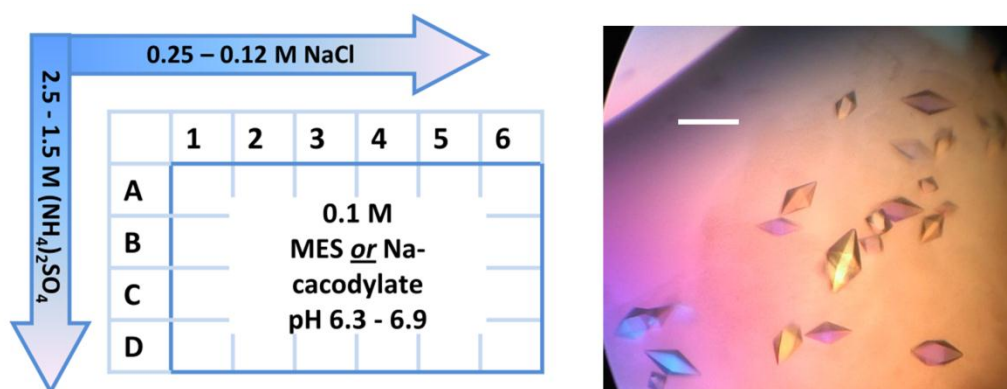 0.25 – 0.12 M NaCl
2.5 - 1.5 M (NH₄)₂SO₄
1 2 3 4 5 6
A
B
C
D
0.1 M
MES or Na-
cacodylate
pH 6.3 - 6.9